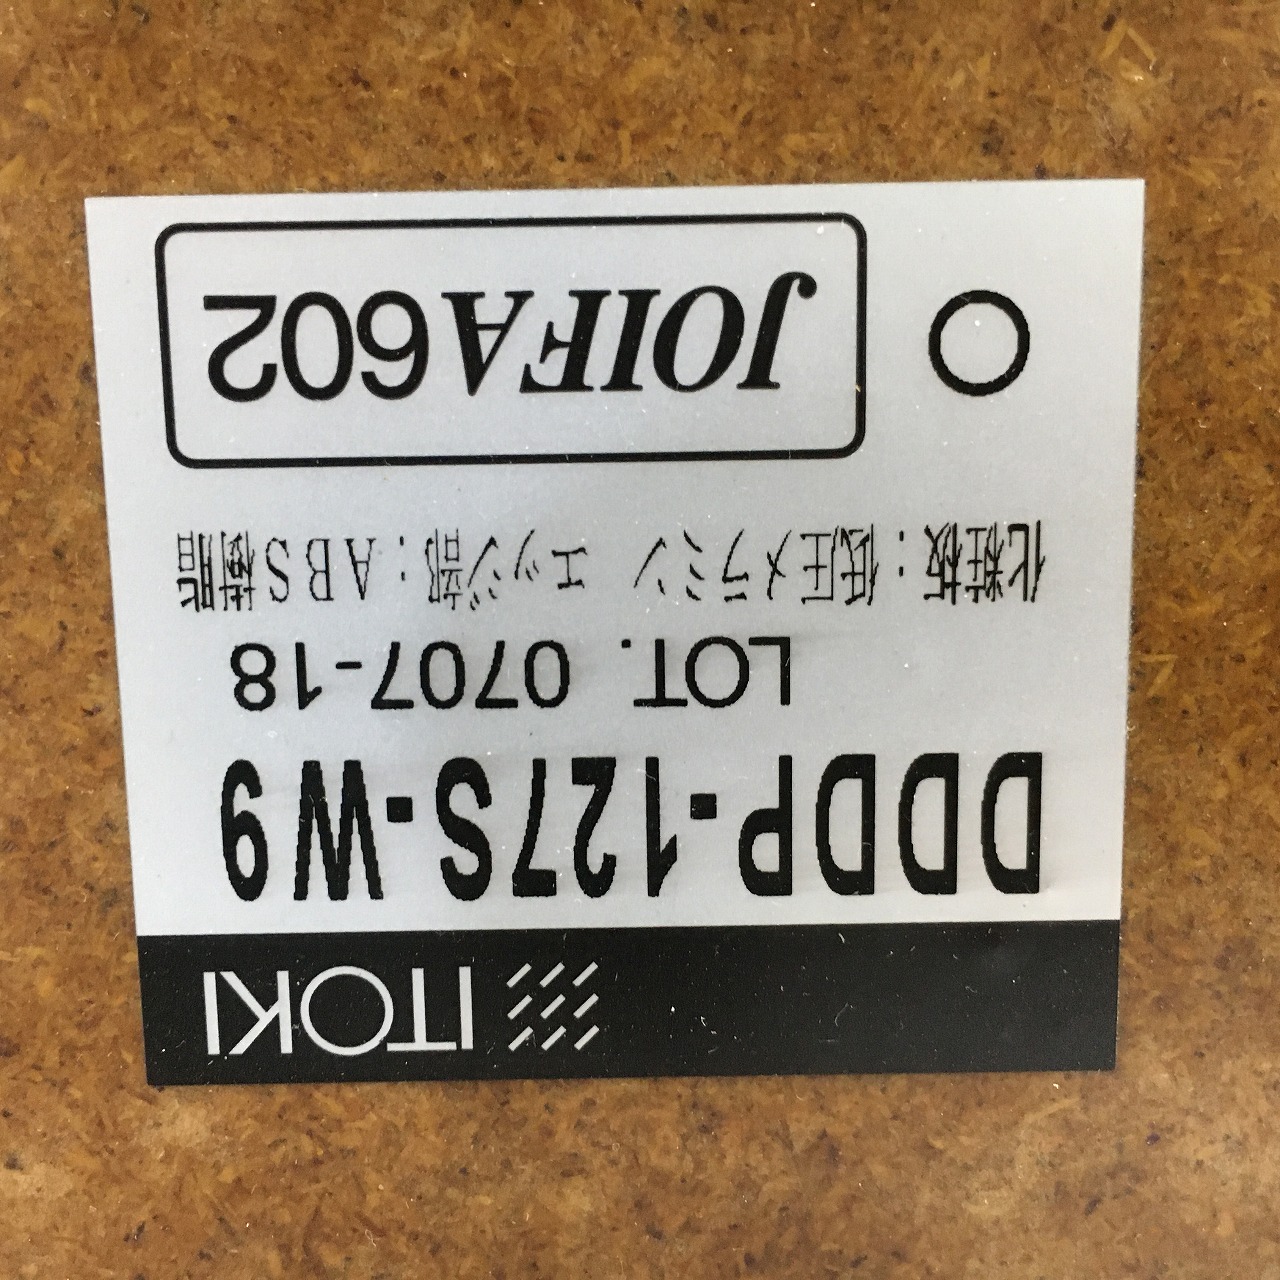 ITOKI
DDDP-127S-W9
LOT. 0707-18
化粧板：低圧メラミン エッジ部：ABS樹脂
JOIFA602